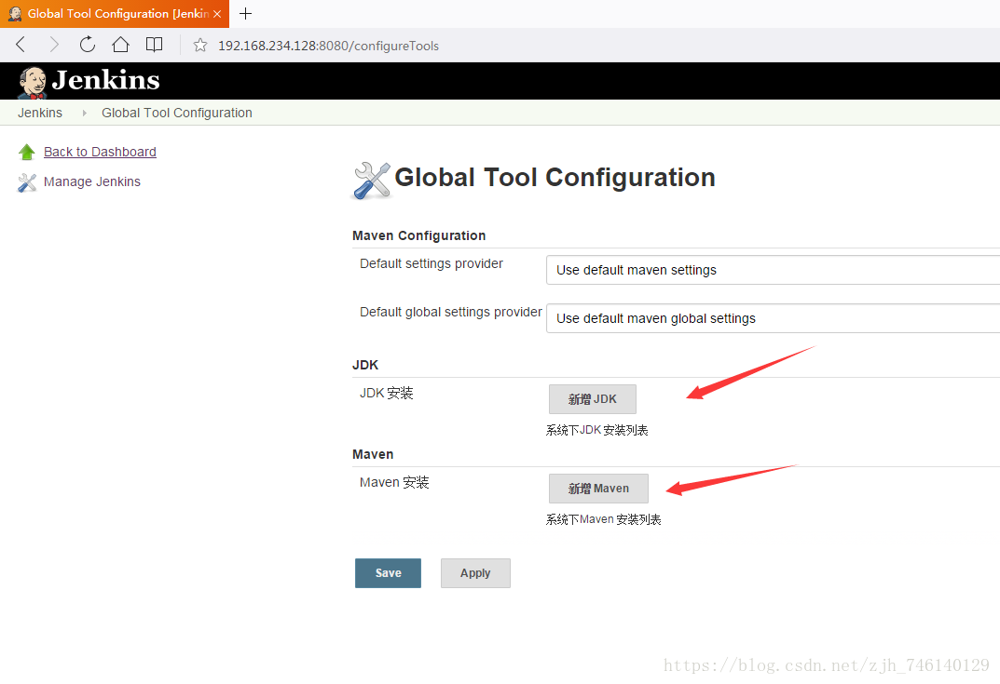 Global Tool Configuration [Jenkin
192.168.234.128:8080/configureTools
Jenkins
Jenkins Global Tool Configuration
Back to Dashboard
Manage Jenkins
Global Tool Configuration
Maven Configuration
Default settings provider
Use default maven settings
Default global settings provider
Use default maven global settings
JDK
JDK 安装
新增 JDK
系统下JDK 安装列表
Maven
Maven 安装
新增 Maven
系统下Maven 安装列表
Save
Apply
https://blog.csdn.net/zjh_746140129